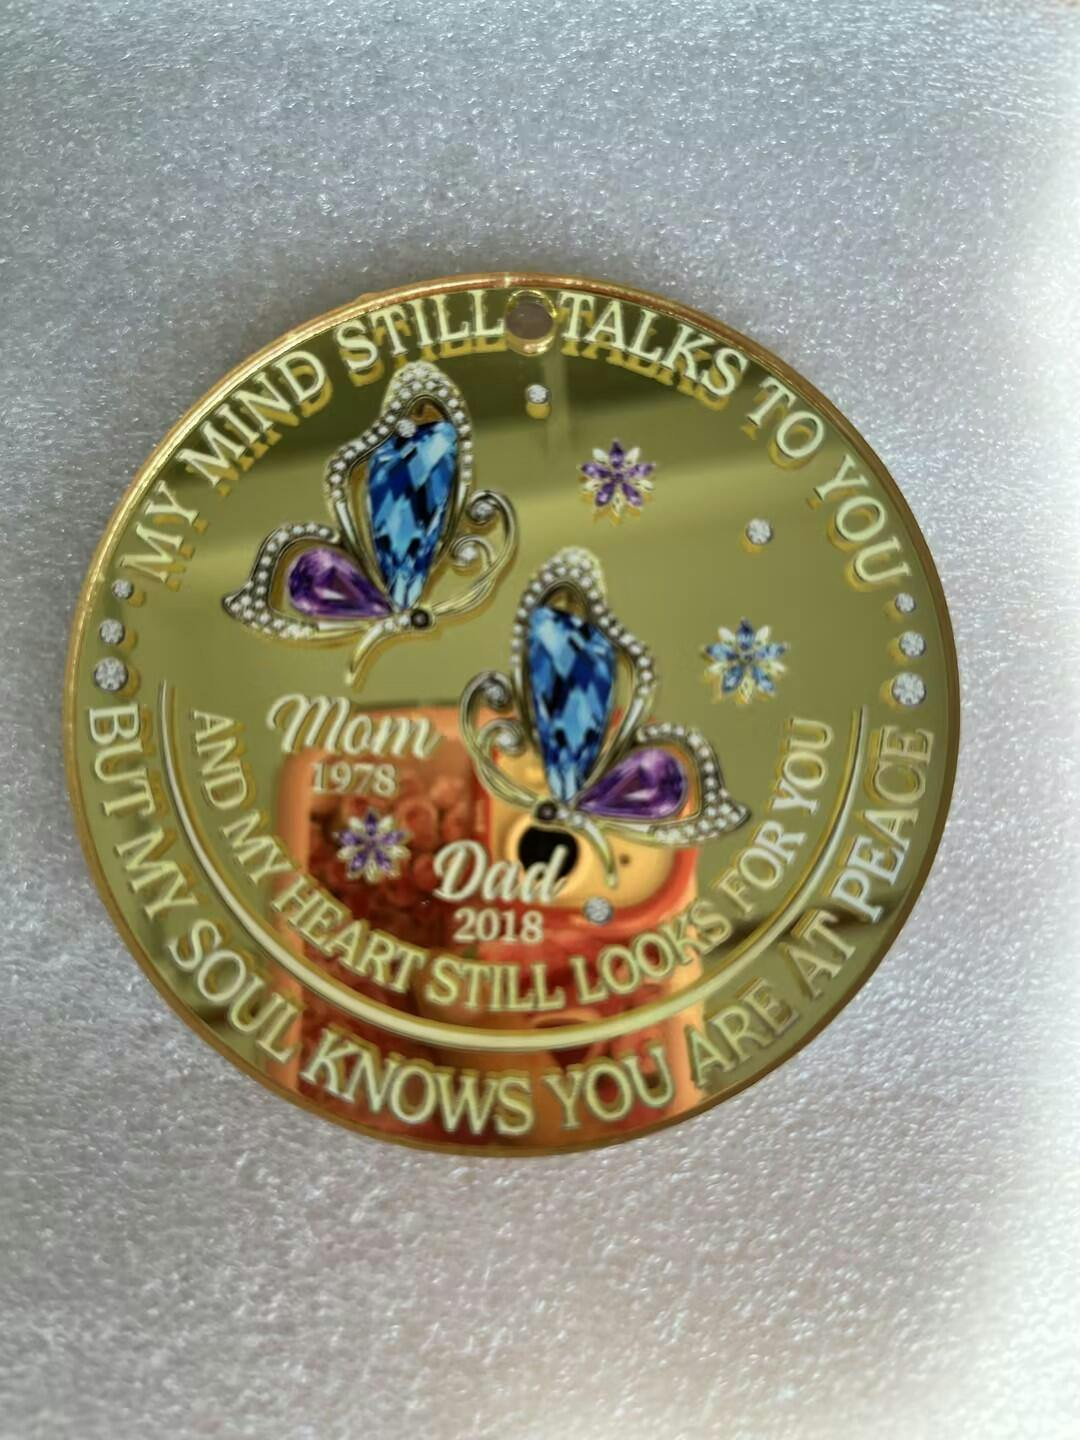 MY MIND STILL TALKS TO YOU
AND MY HEART STILL LOOKS FOR YOU
BUT MY SOUL KNOWS YOU ARE AT PEACE
Mom
1978
Dad
2018